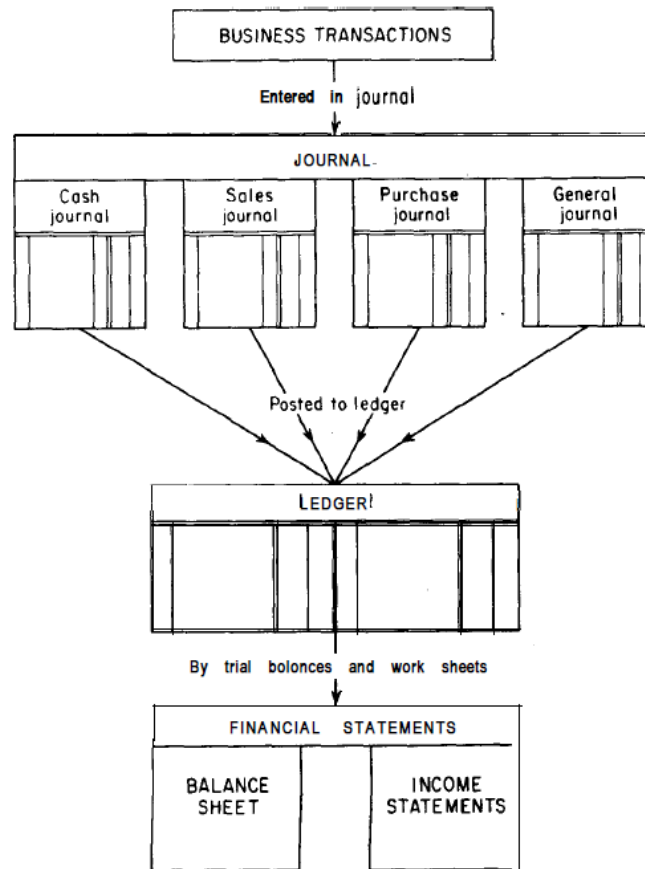 BUSINESS TRANSACTIONS
Entered in journal
JOURNAL
Cash
journal
Sales
journal
Purchase
journal
General
journal
Posted to ledger
LEDGER
By trial bolonces and work sheets
FINANCIAL STATEMENTS
BALANCE
SHEET
INCOME
STATEMENTS